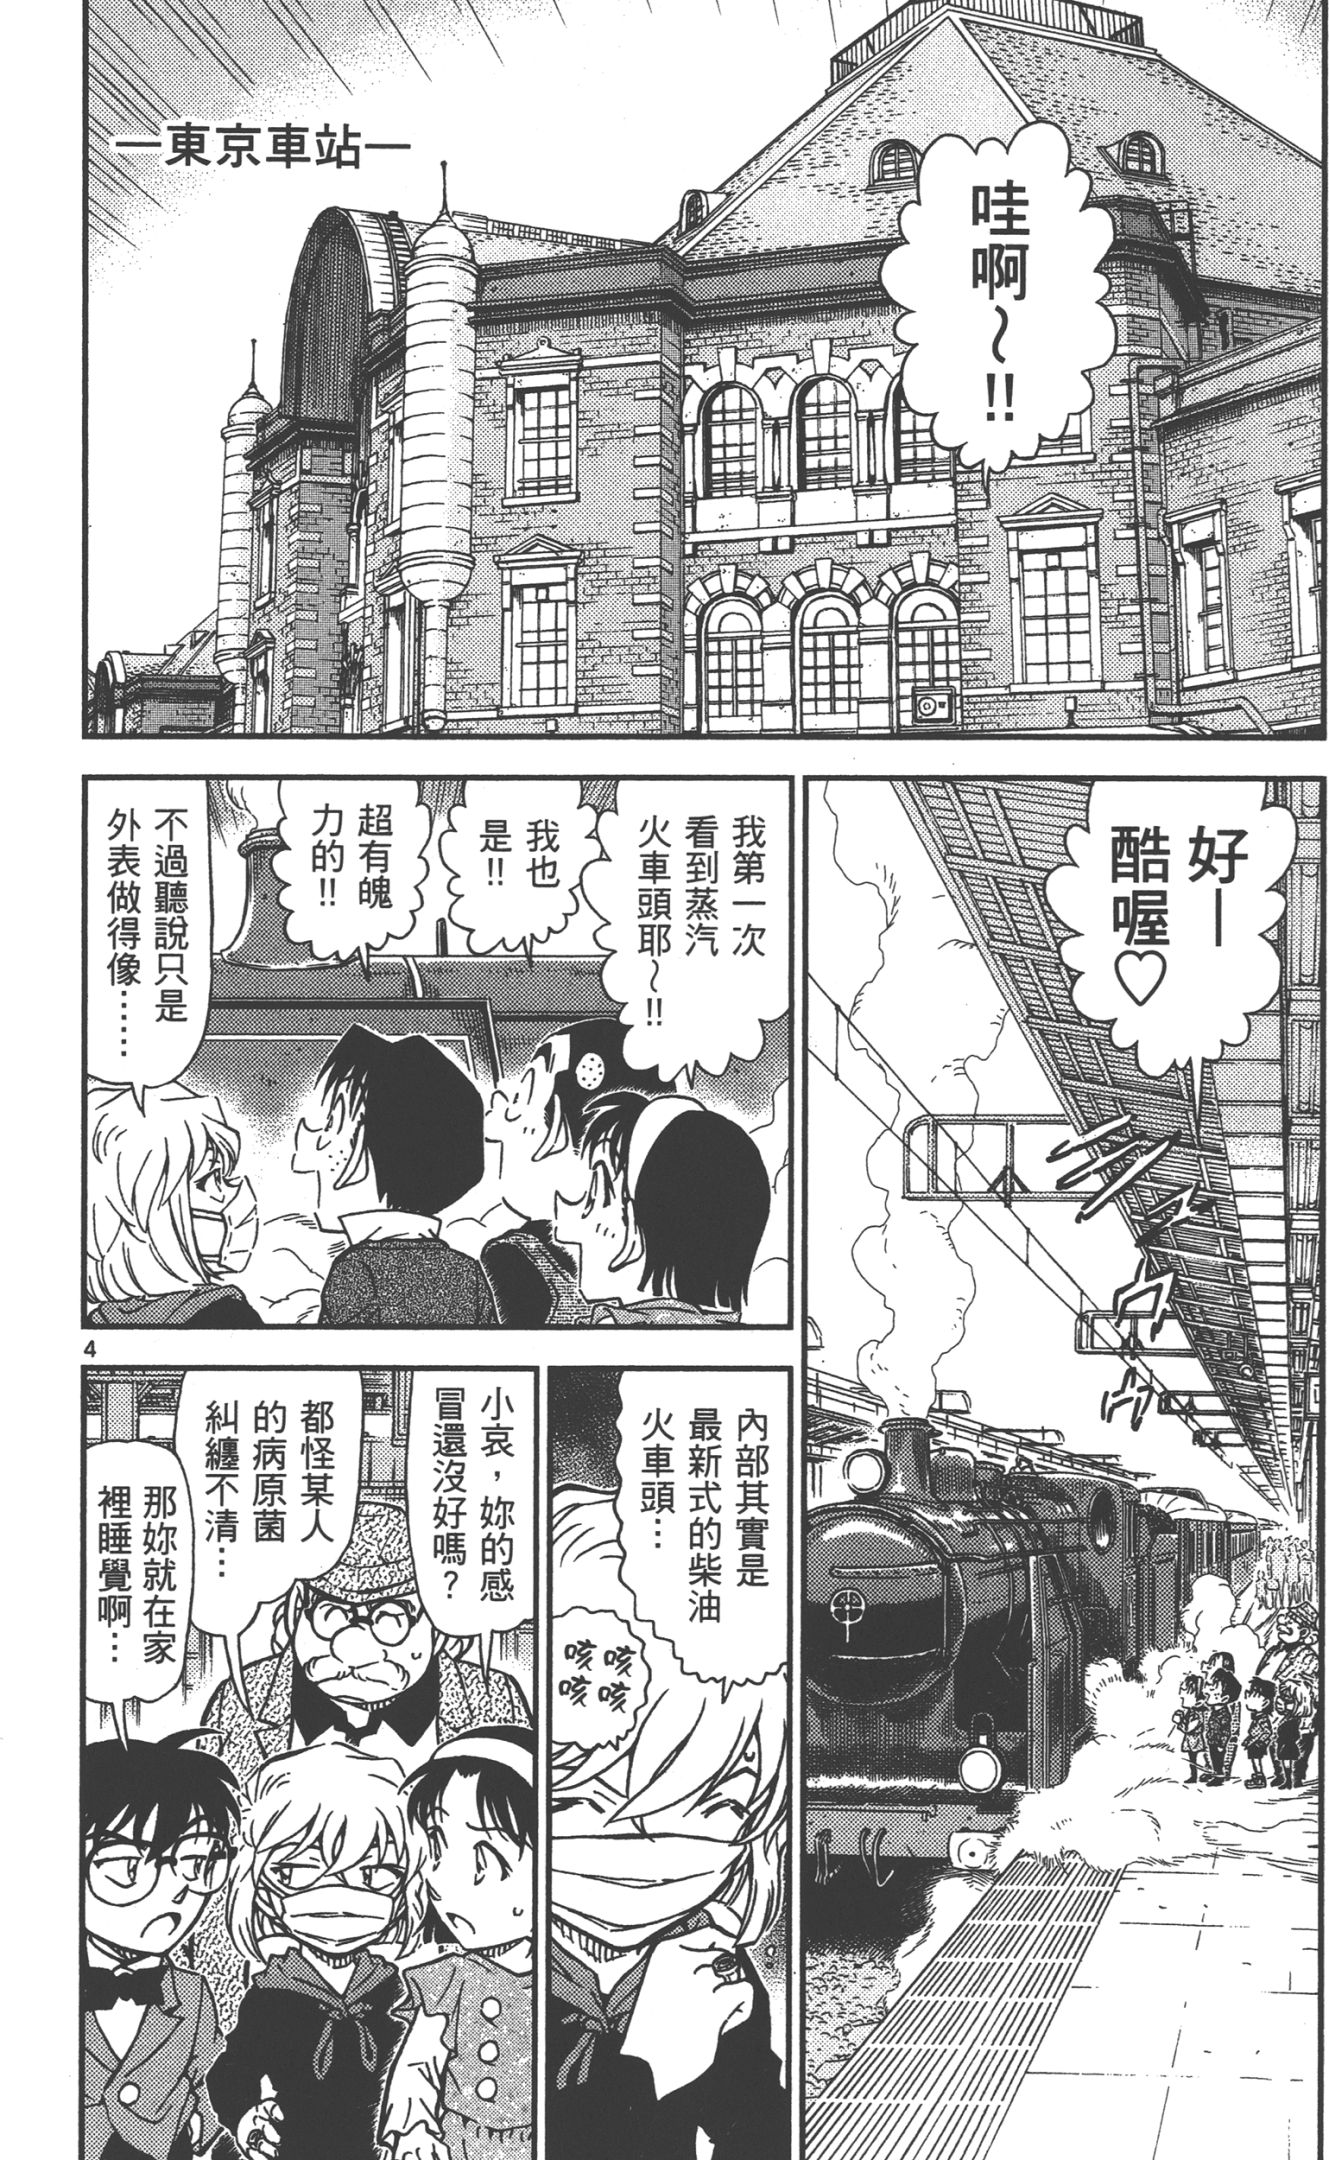 —東京車站—
哇啊～!!
好—
酷喔♡
我第一次
看到蒸汽
火車頭耶～!!
我也
是!!
超有魄
力的!!
不過聽說只是
外表做得像……
內部其實是
最新式的柴油
火車頭…
咳咳
咳咳
小哀，妳的感
冒還沒好嗎？
都怪某人
的病原菌
糾纏不清…
那妳就在家
裡睡覺啊…
4